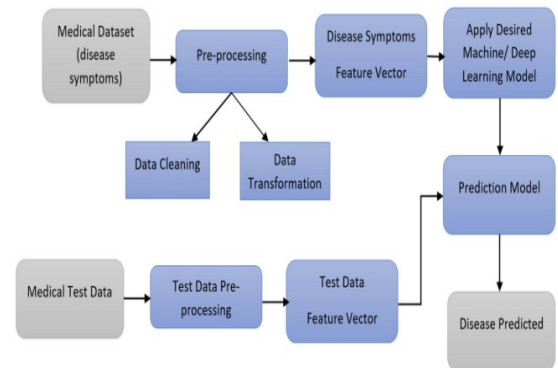 Medical Dataset
(disease
symptoms)
Pre-processing
Disease Symptoms
Feature Vector
Apply Desired
Machine/ Deep
Learning Model
Data Cleaning
Data
Transformation
Prediction Model
Medical Test Data
Test Data Pre-
processing
Test Data
Feature Vector
Disease Predicted